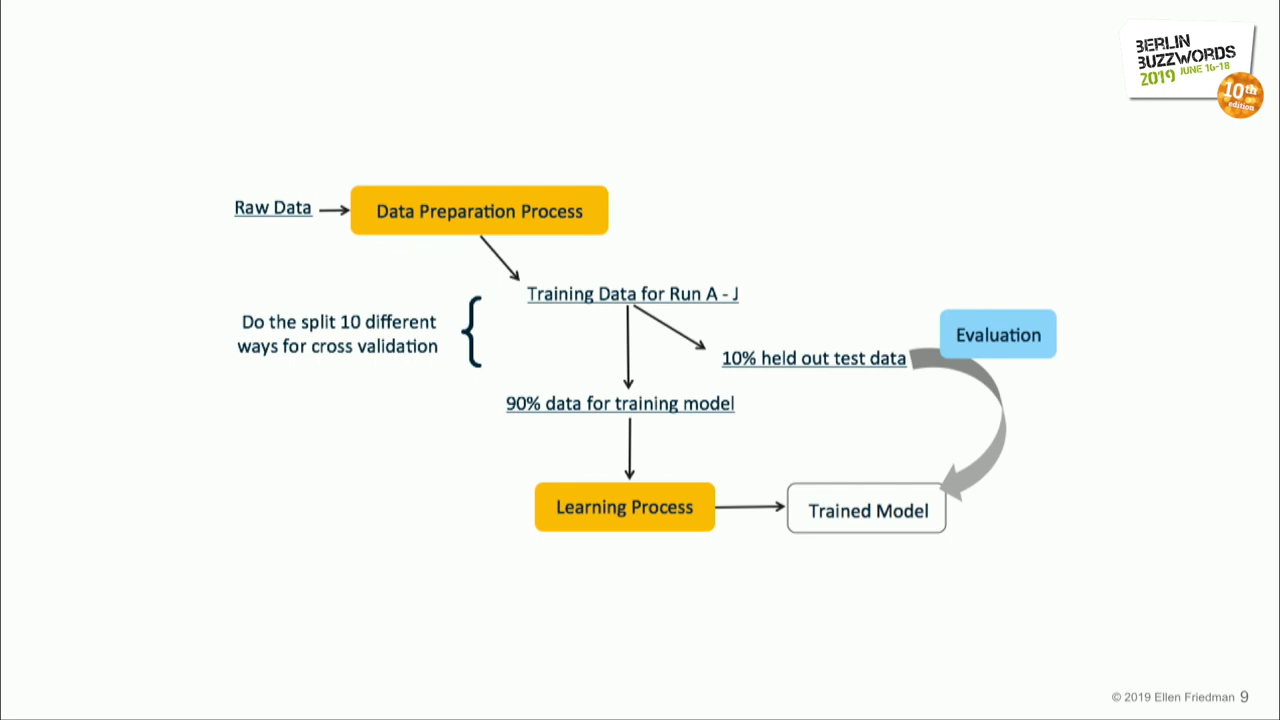 BERLIN
BUZZWORDS
2019 JUNE 16-18
10th
edition
Raw Data
Data Preparation Process
Training Data for Run A - J
Do the split 10 different
ways for cross validation
Evaluation
10% held out test data
90% data for training model
Learning Process
Trained Model
© 2019 Ellen Friedman 9